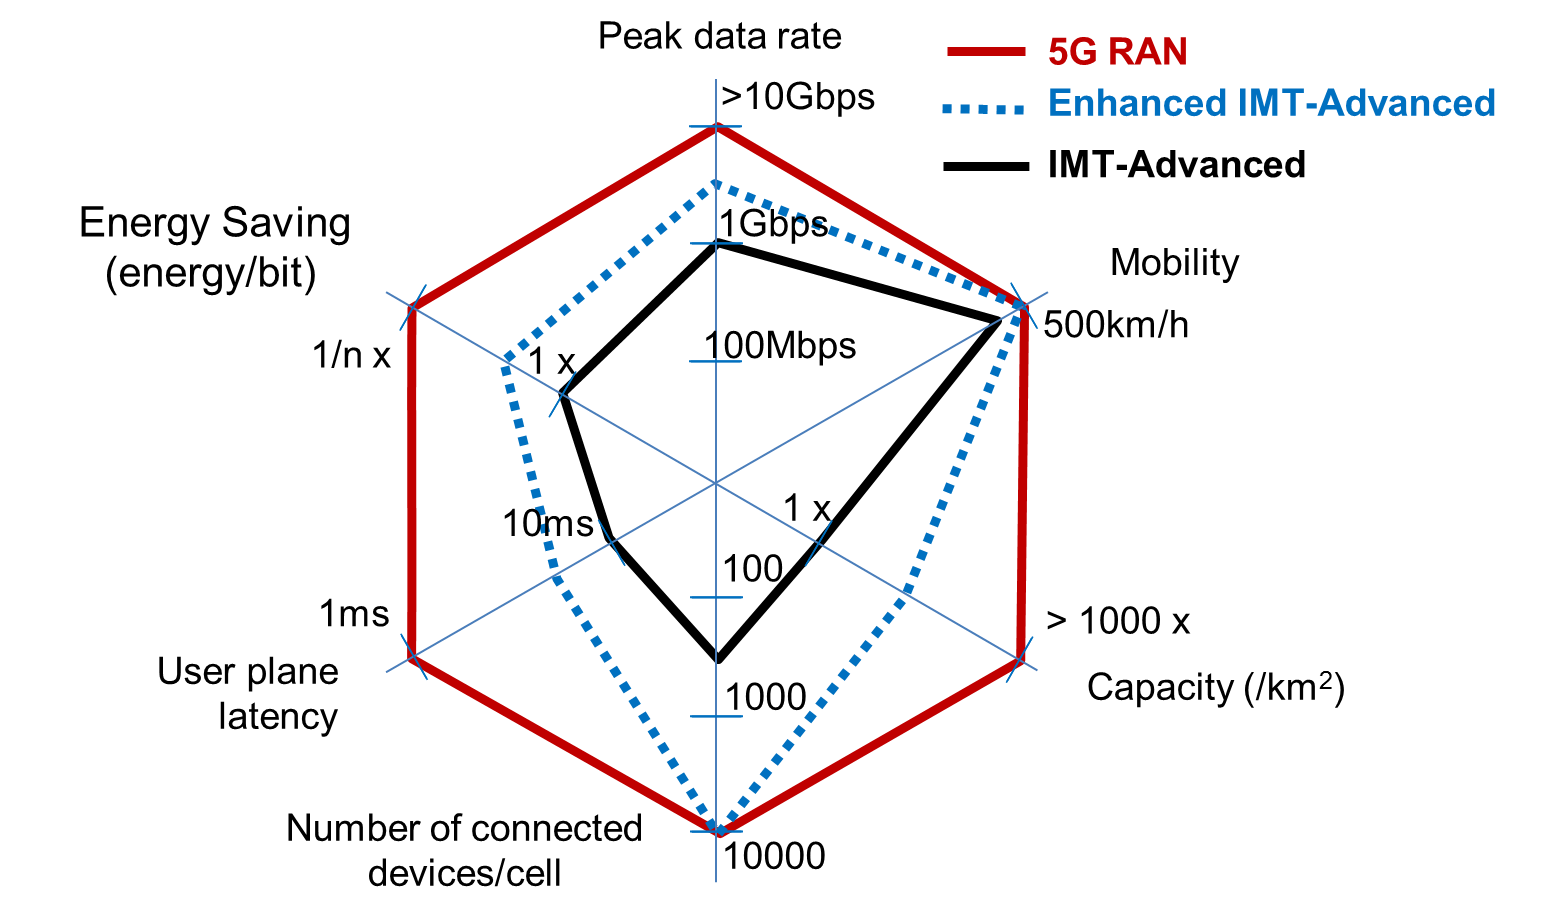 Peak data rate
5G RAN
>10Gbps
Enhanced IMT-Advanced
IMT-Advanced
Energy Saving
(energy/bit)
1Gbps
Mobility
500km/h
100Mbps
1/n x
1 x
1 x
10ms
100
1ms
> 1000 x
User plane
latency
Capacity (/km²)
1000
Number of connected
devices/cell
10000